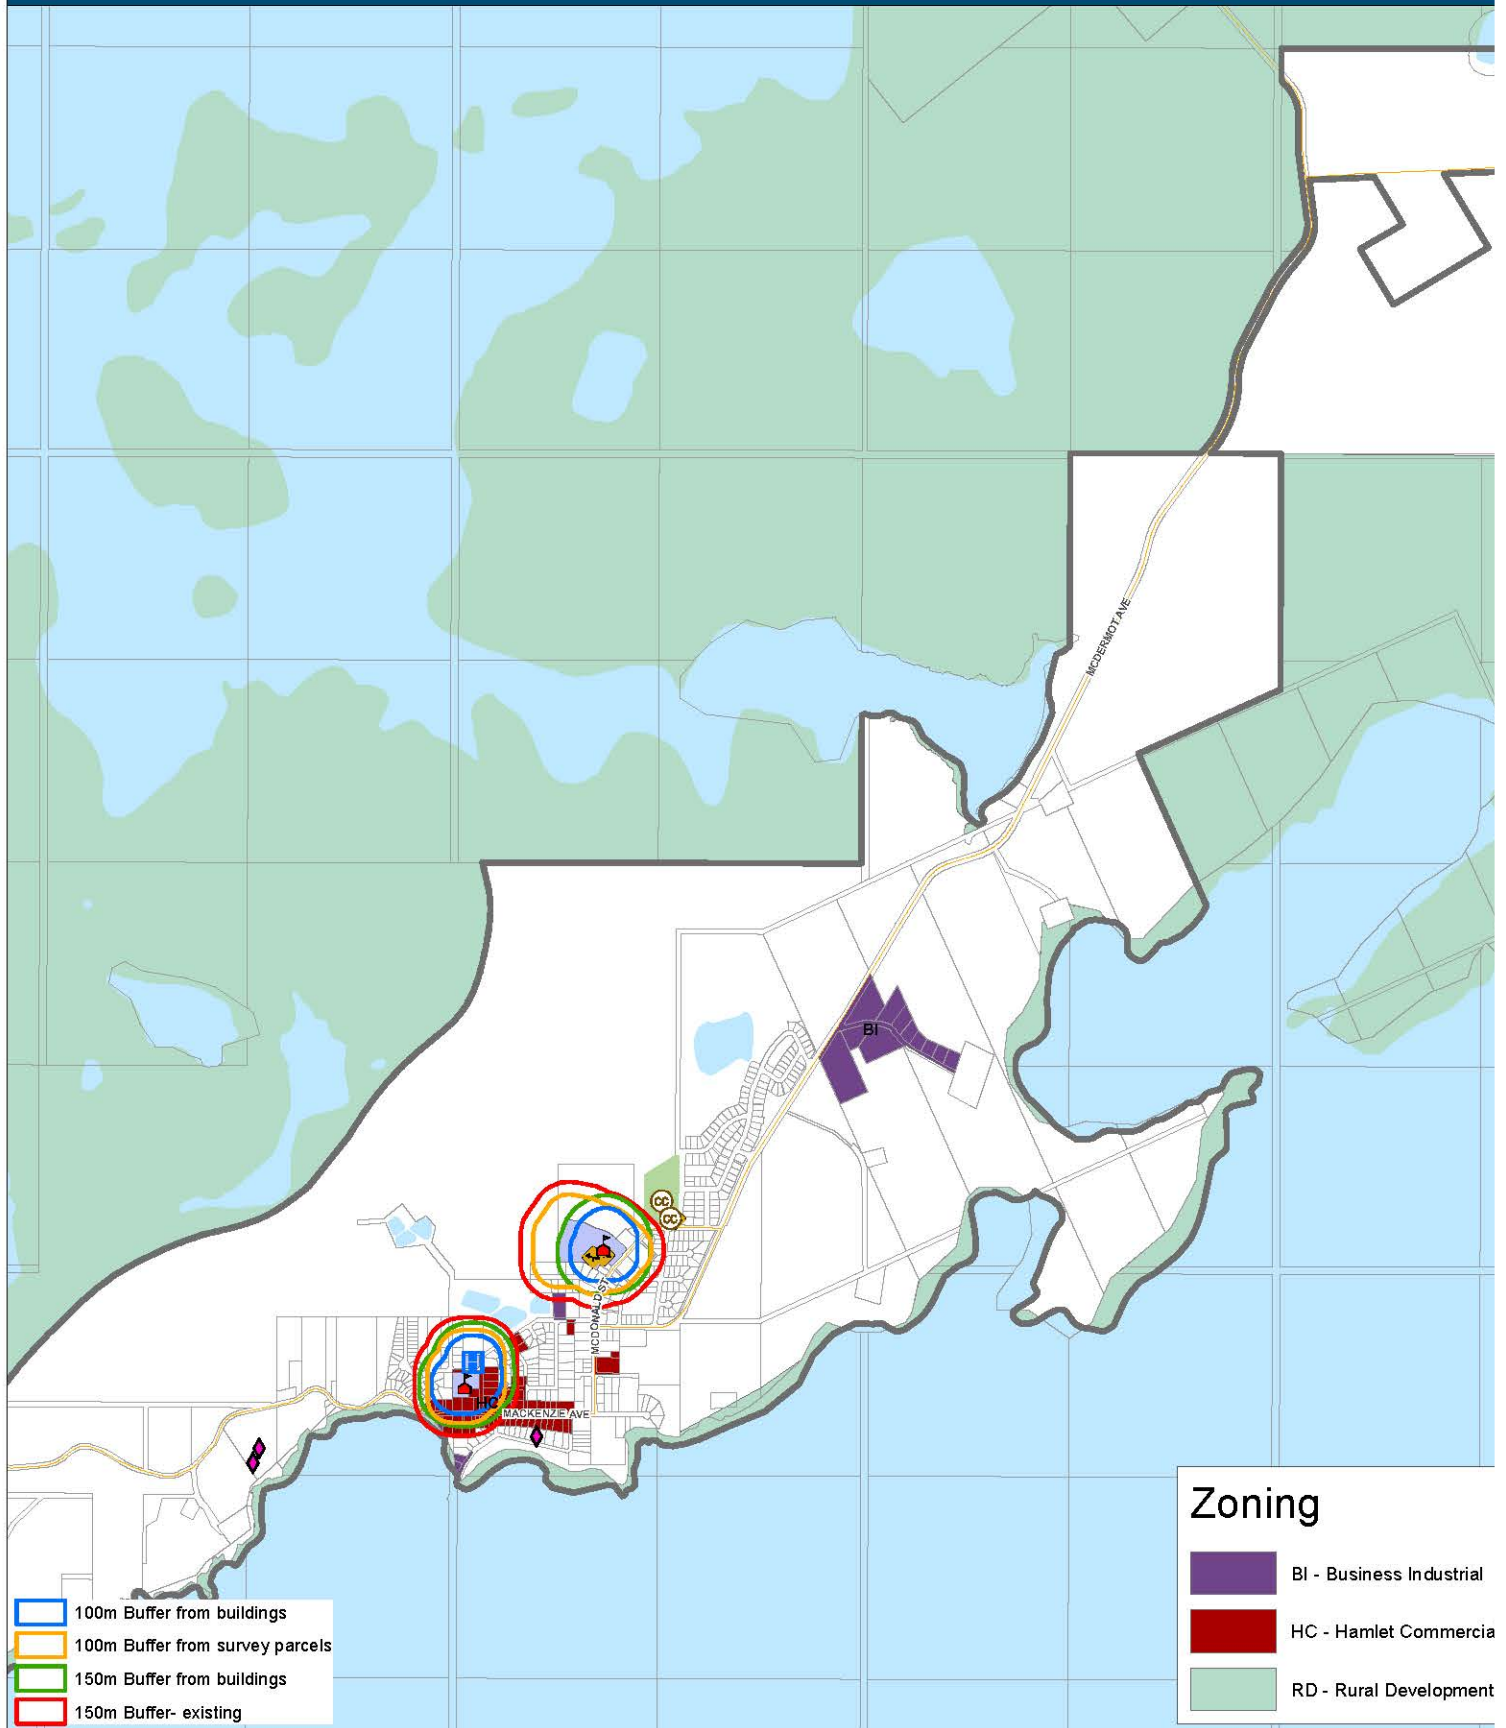 MCDERMOT AVE
BI
CC
CC
MCDONALD ST
H
HC
MACKENZIE AVE
Zoning
BI - Business Industrial
HC - Hamlet Commercia
RD - Rural Development
100m Buffer from buildings
100m Buffer from survey parcels
150m Buffer from buildings
150m Buffer- existing